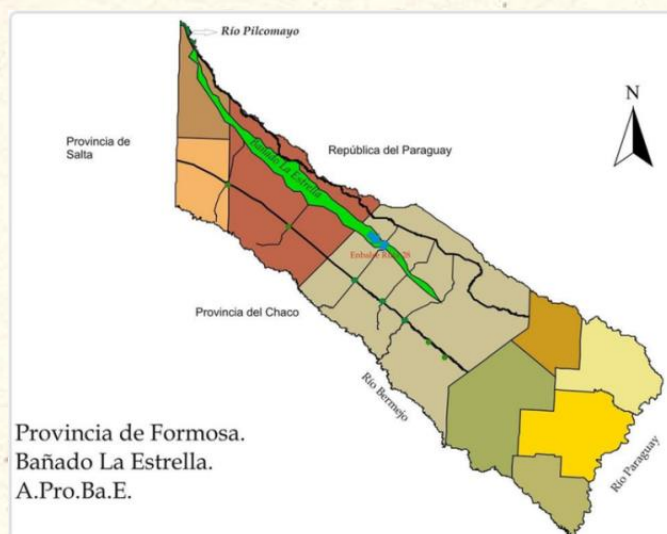 Río Pilcomayo
N
Provincia de
Salta
República del Paraguay
Bañado La Estrella
Provincia del Chaco
Río Bermejo
Río Paraguay
Provincia de Formosa.
Bañado La Estrella.
A.Pro.Ba.E.